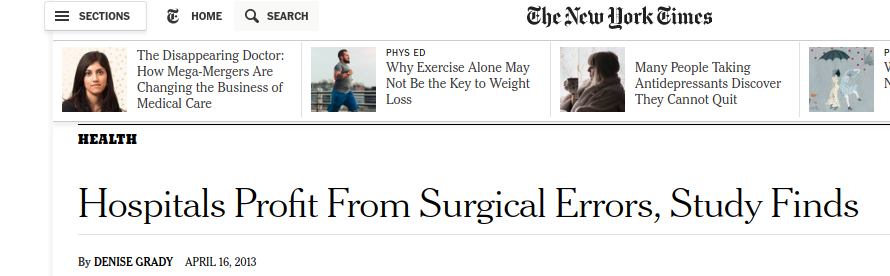 SECTIONS
HOME
SEARCH
The New York Times
The Disappearing Doctor:
How Mega-Mergers Are
Changing the Business of
Medical Care
PHYS ED
Why Exercise Alone May
Not Be the Key to Weight
Loss
Many People Taking
Antidepressants Discover
They Cannot Quit
HEALTH
Hospitals Profit From Surgical Errors, Study Finds
By DENISE GRADY APRIL 16, 2013